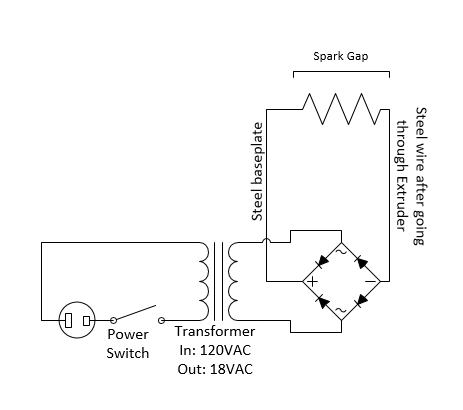 Spark Gap
Steel baseplate
Steel wire after going
through Extruder
~
+
−
~
Power
Switch
Transformer
In: 120VAC
Out: 18VAC